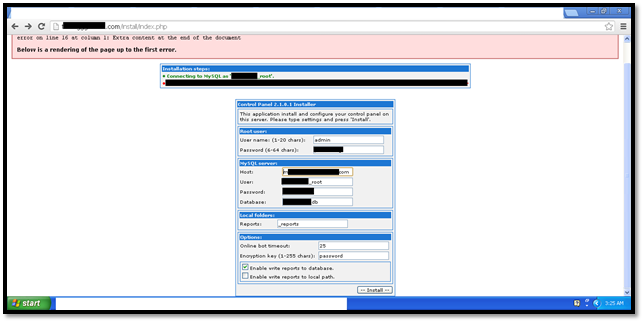 .com/install/index.php
error on line 16 at column 1: Extra content at the end of the document
Below is a rendering of the page up to the first error.
Installation steps:
Connecting to MySQL as '_root'.
Control Panel 2.1.0.1 Installer
This application install and configure your control panel on
this server. Please type settings and press 'Install'.
Root user:
User name: (1-20 chars): admin
Password (6-64 chars):
MySQL server:
Host: com
User: _root
Password:
Database: db
Local folders:
Reports: _reports
Options:
Online bot timeout: 25
Encryption key (1-255 chars): password
Enable write reports to database.
Enable write reports to local path.
-- Install --
start
3:25 AM